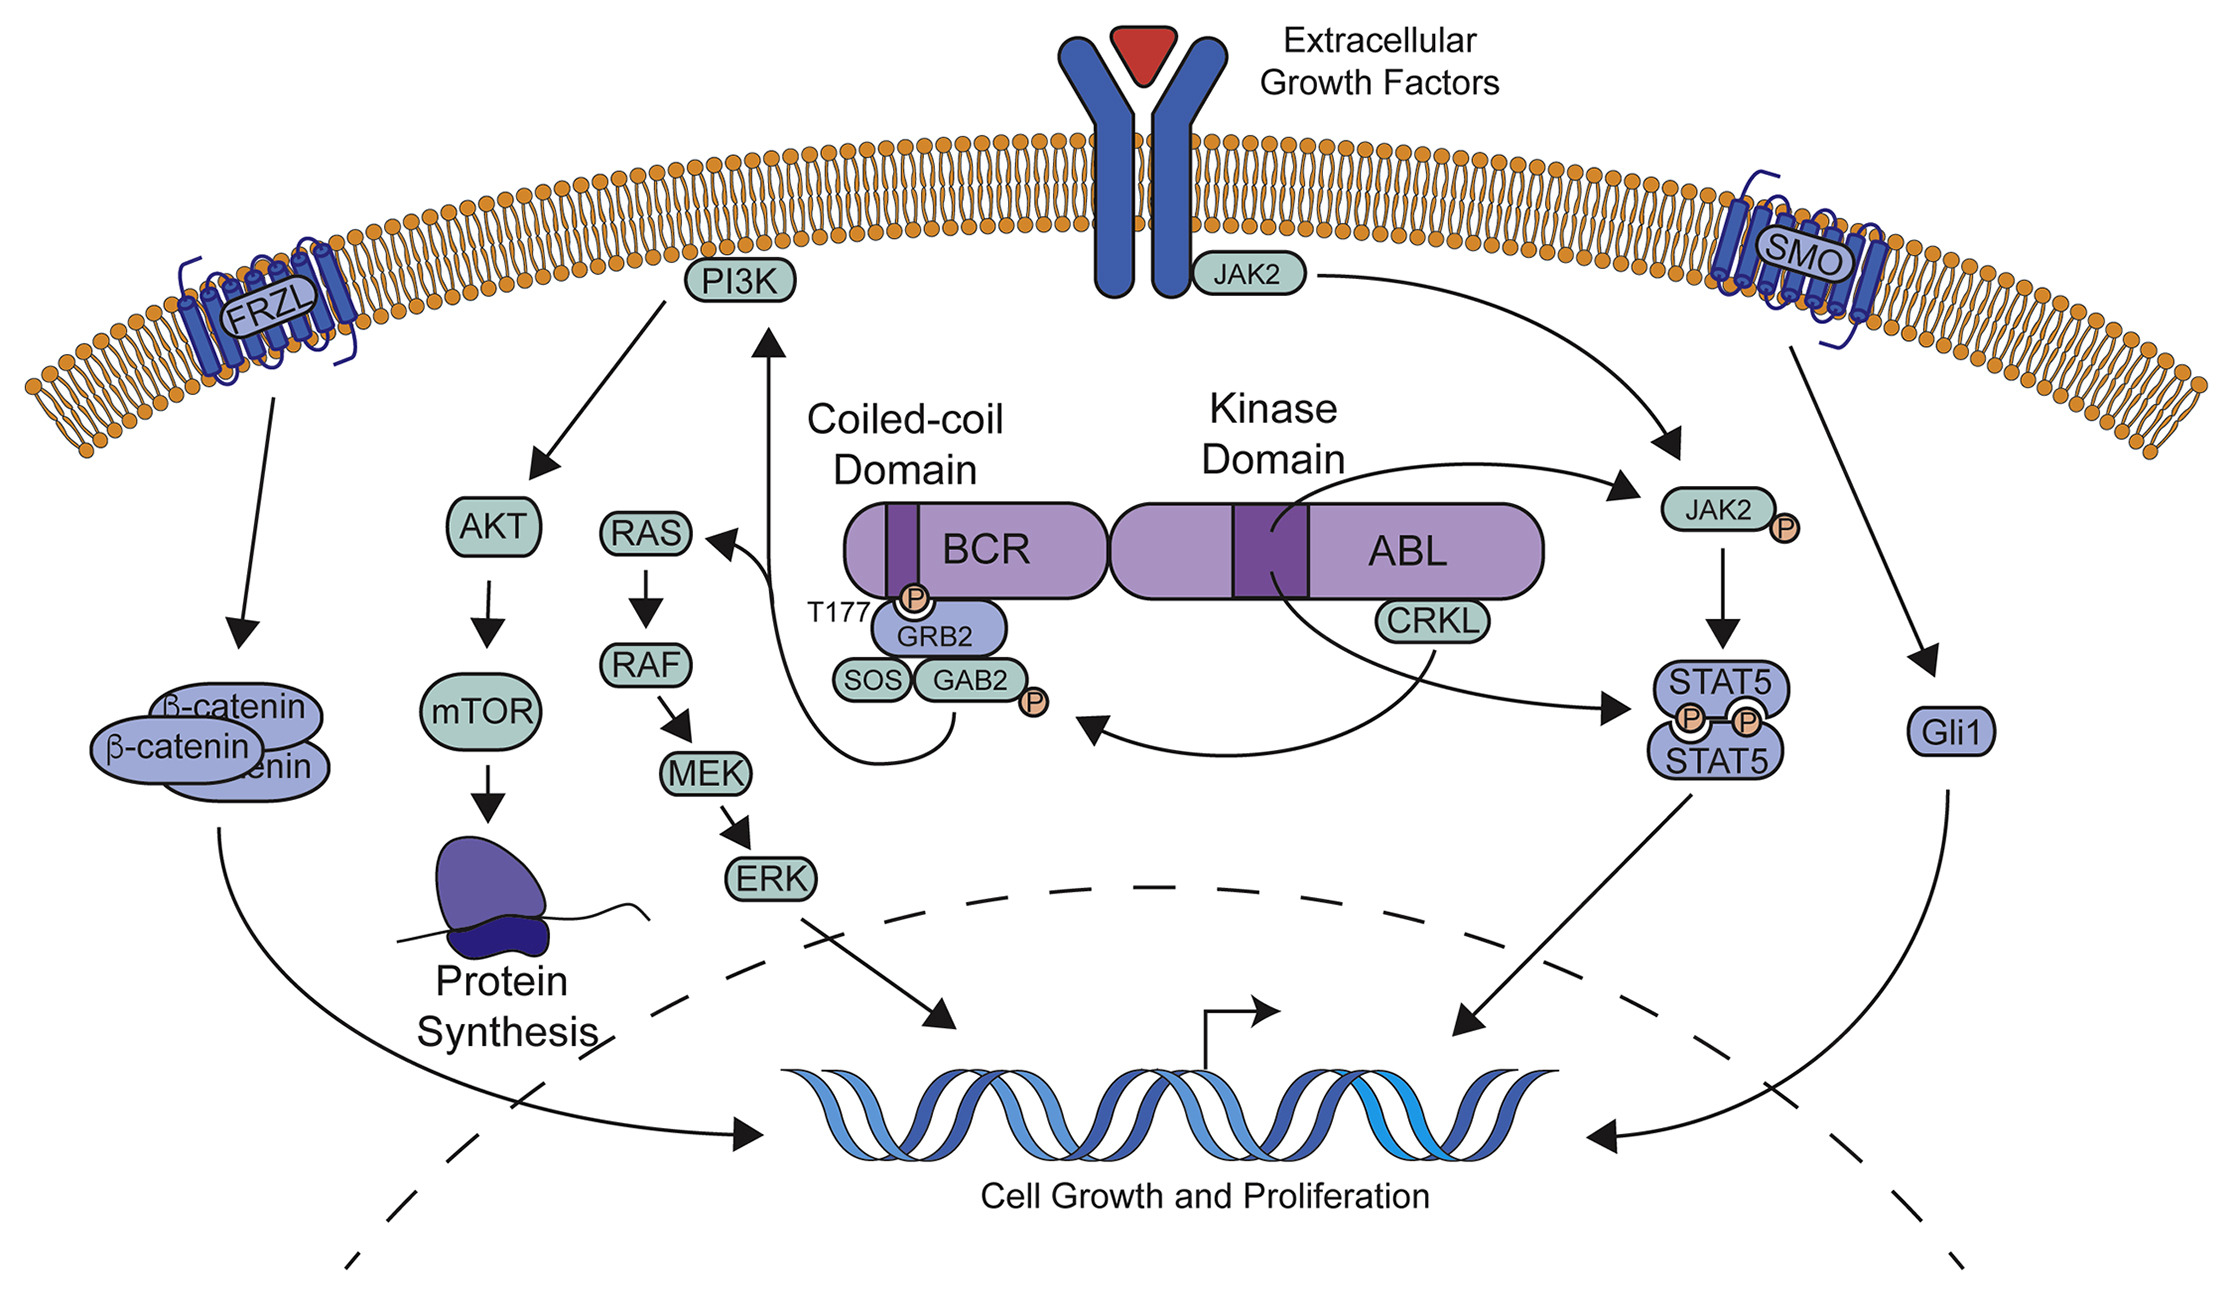 Extracellular
Growth Factors
FRZL
PI3K
JAK2
SMO
Coiled-coil
Domain
Kinase
Domain
AKT
RAS
BCR
ABL
JAK2
P
T177
P
GRB2
CRKL
RAF
SOS
GAB2
P
mTOR
MEK
ERK
β-catenin
β-catenin
enin
STAT5
P
P
STAT5
Gli1
Protein
Synthesis
Cell Growth and Proliferation